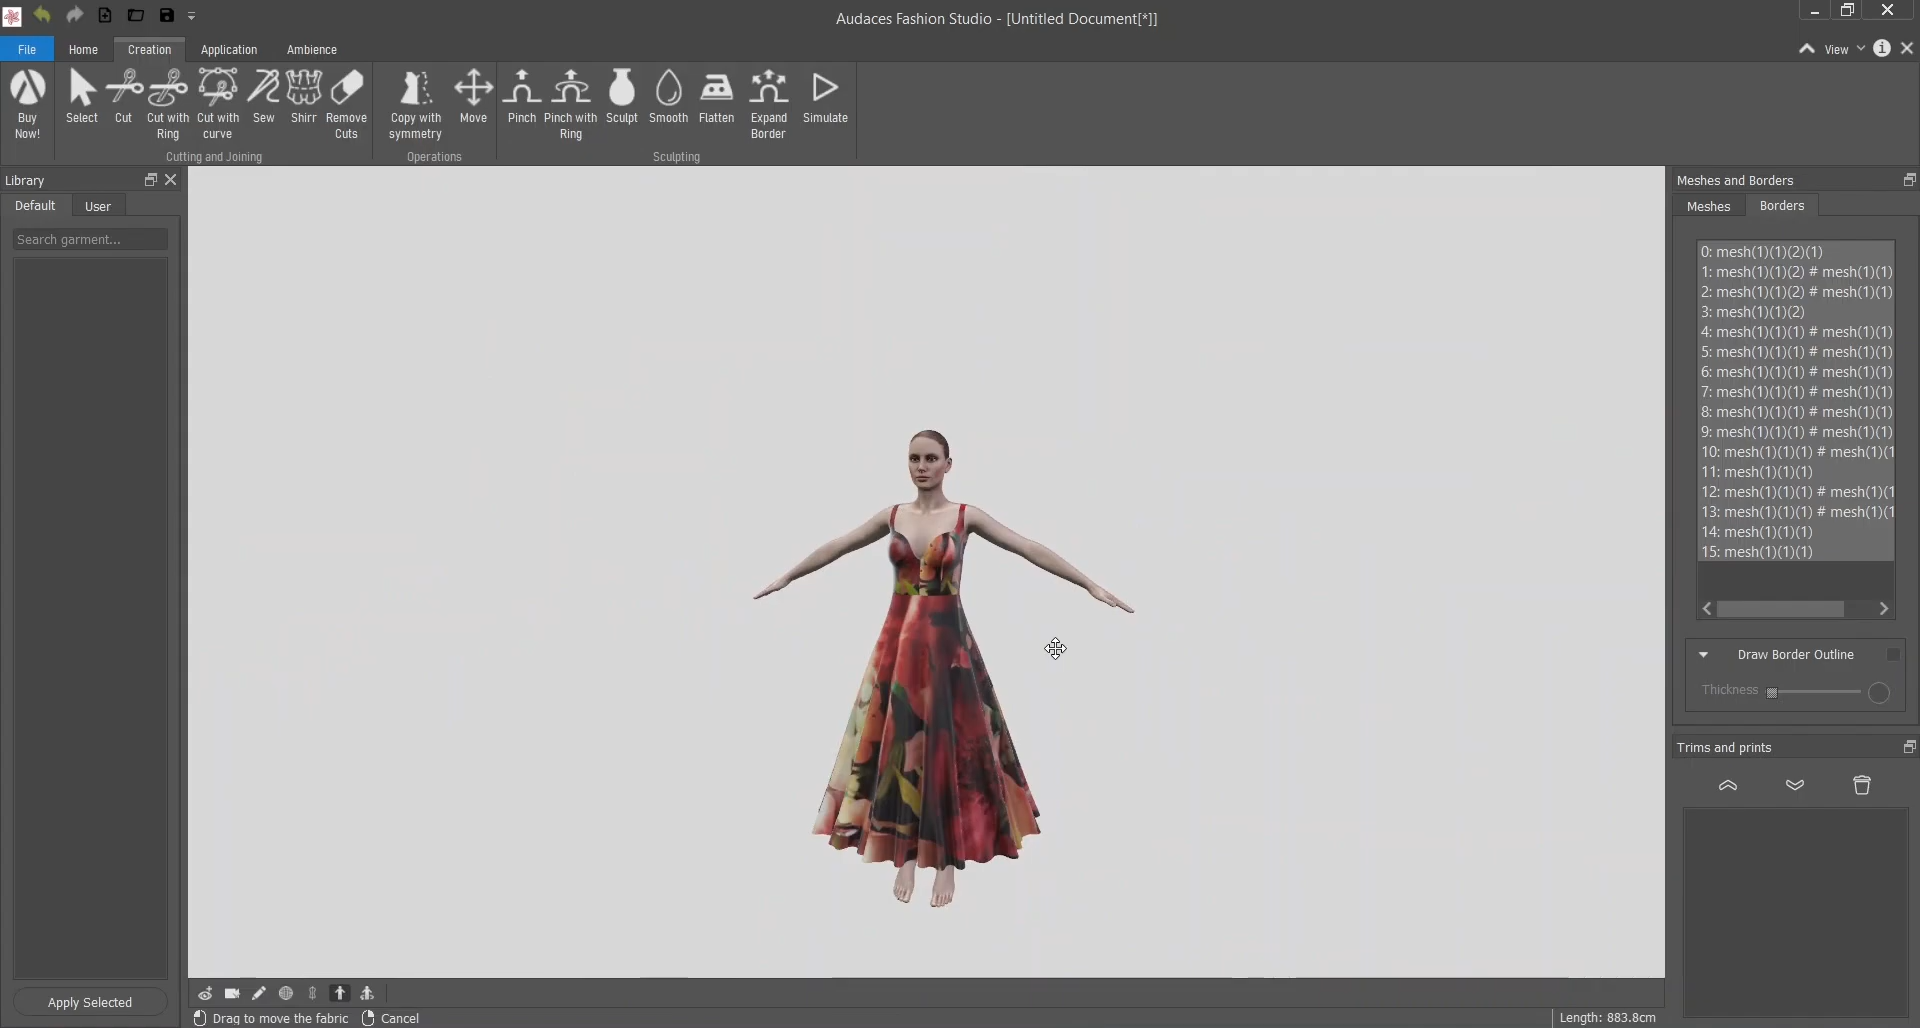 Audaces Fashion Studio - [Untitled Document[*]]
File Home Creation Application Ambience View
Buy Now!
Select
Cut
Cut with Ring
Cut with curve
Sew
Shirr
Remove Cuts
Copy with symmetry
Move
Pinch
Pinch with Ring
Sculpt
Smooth
Flatten
Expand Border
Simulate
Cutting and Joining Operations Sculpting
Library
Default User
Search garment...
Apply Selected
Meshes and Borders
Meshes Borders
0: mesh(1)(1)(2)(1)
1: mesh(1)(1)(2) # mesh(1)(1)
2: mesh(1)(1)(2) # mesh(1)(1)
3: mesh(1)(1)(2)
4: mesh(1)(1)(1) # mesh(1)(1)
5: mesh(1)(1)(1) # mesh(1)(1)
6: mesh(1)(1)(1) # mesh(1)(1)
7: mesh(1)(1)(1) # mesh(1)(1)
8: mesh(1)(1)(1) # mesh(1)(1)
9: mesh(1)(1)(1) # mesh(1)(1)
10: mesh(1)(1)(1) # mesh(1)(1
11: mesh(1)(1)(1)
12: mesh(1)(1)(1) # mesh(1)(1
13: mesh(1)(1)(1) # mesh(1)(1
14: mesh(1)(1)(1)
15: mesh(1)(1)(1)
Draw Border Outline
Thickness
Trims and prints
Drag to move the fabric Cancel
Length: 883.8cm